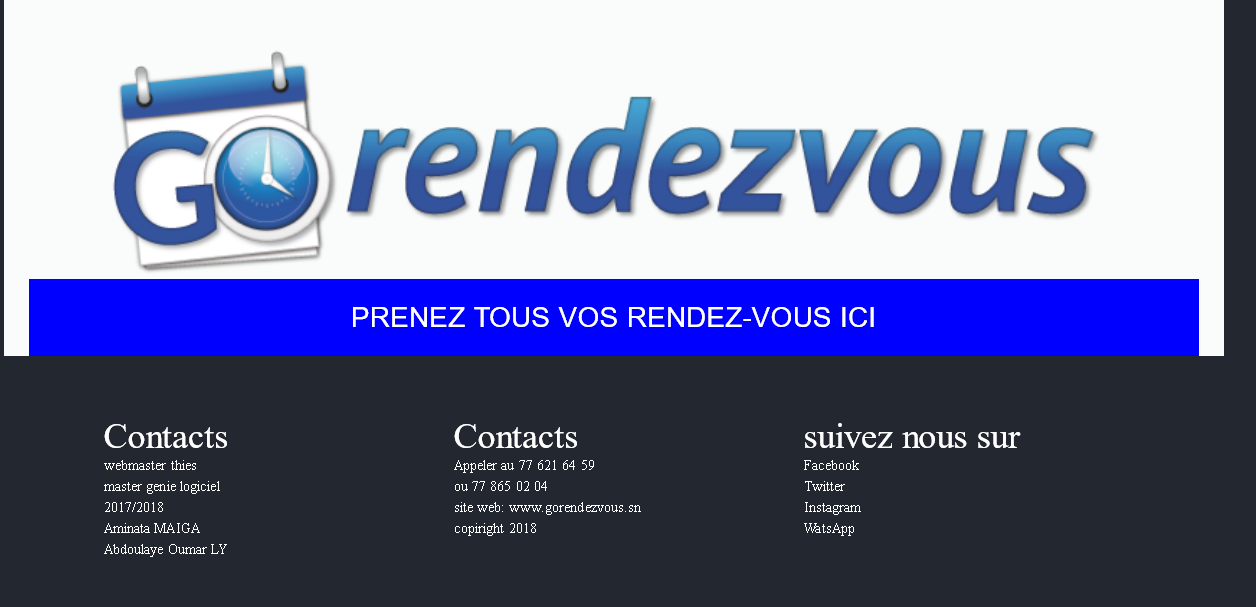 GO rendezvous
PRENEZ TOUS VOS RENDEZ-VOUS ICI
Contacts
webmaster thies
master genie logiciel
2017/2018
Aminata MAIGA
Abdoulaye Oumar LY
Contacts
Appeler au 77 621 64 59
ou 77 865 02 04
site web: www.gorendezvous.sn
copiright 2018
suivez nous sur
Facebook
Twitter
Instagram
WatsApp